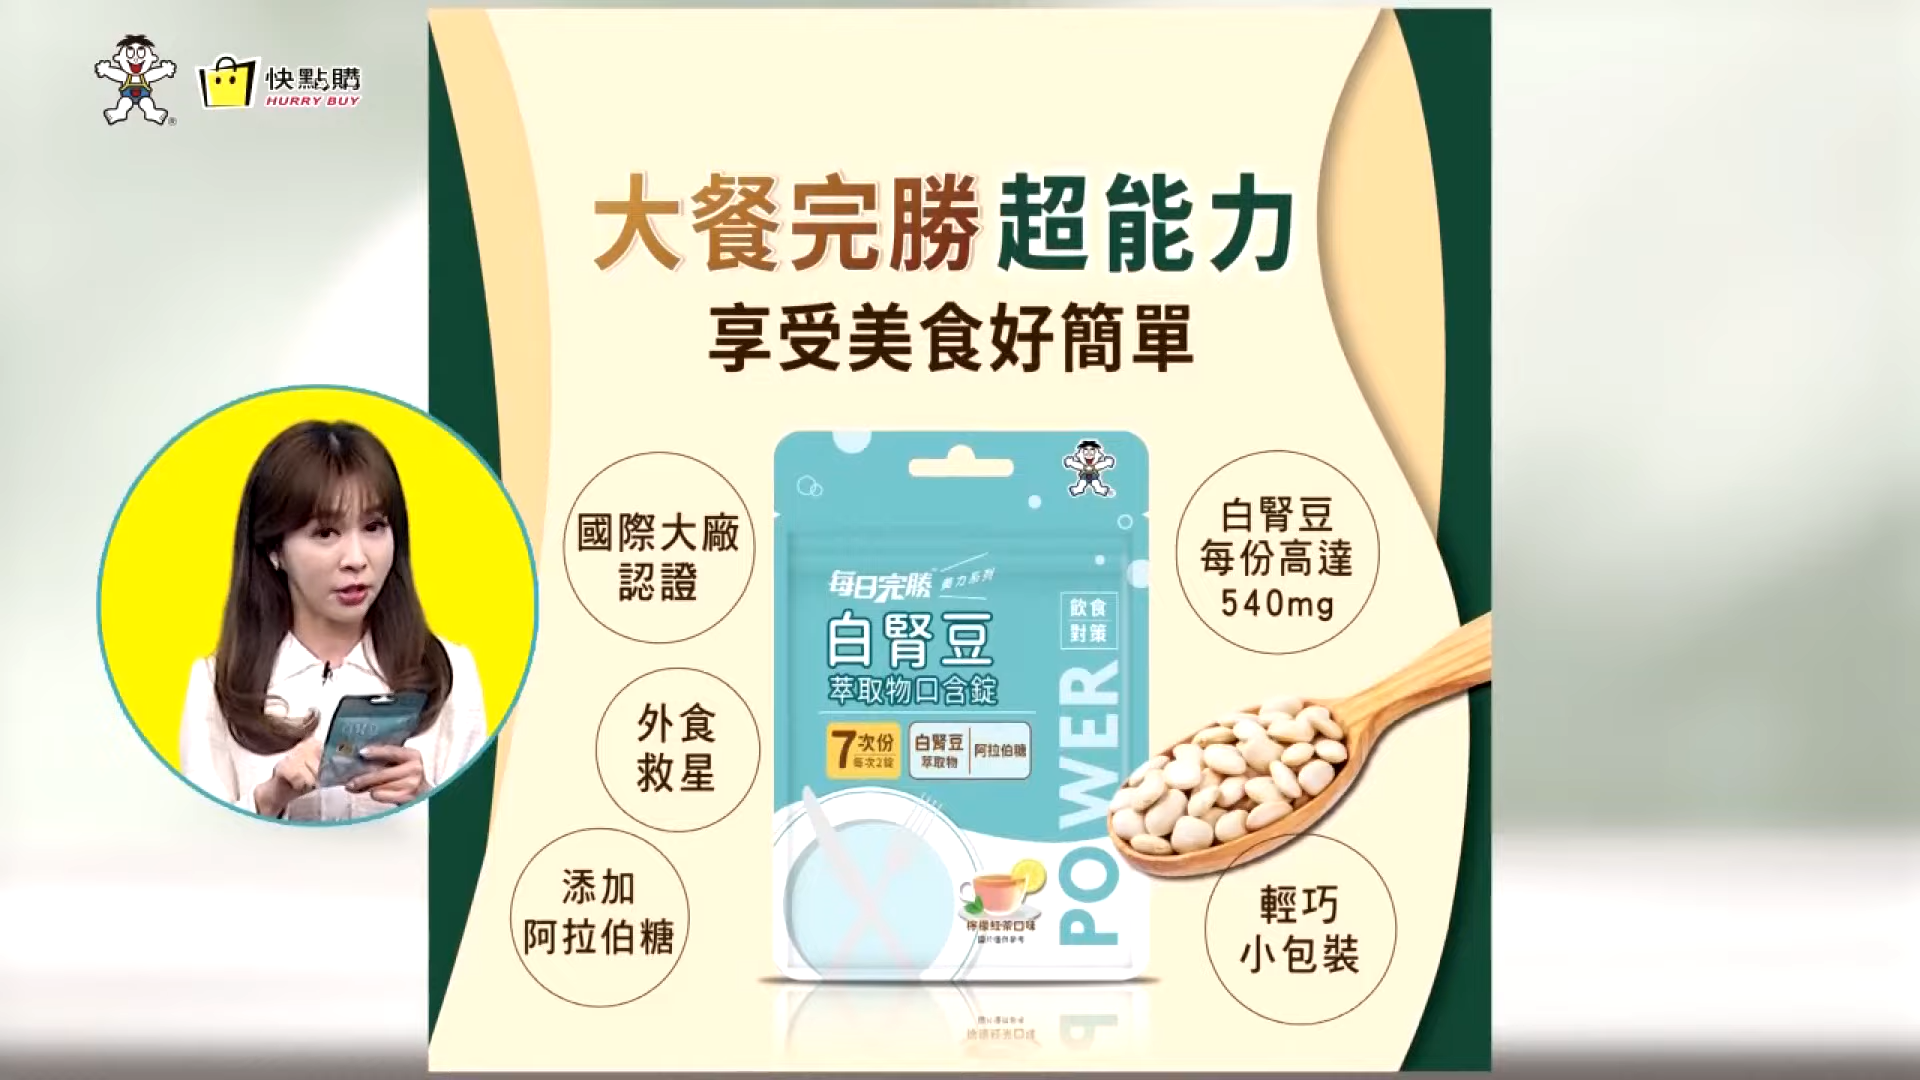 快點購
HURRY BUY
大餐完勝超能力
享受美食好簡單
國際大廠
認證
外食
救星
添加
阿拉伯糖
每日完勝 能力系列
白腎豆
萃取物口含錠
7次份
每次2錠
白腎豆
萃取物
阿拉伯糖
飲食
對策
POWER
檸檬紅茶口味
白腎豆
每份高達
540mg
輕巧
小包裝